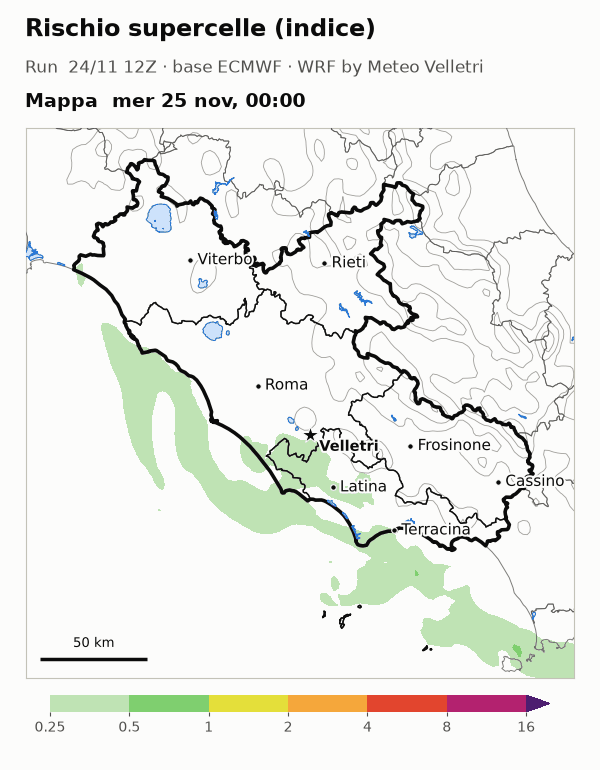 Rischio supercelle (indice)
Run 24/11 12Z · base ECMWF · WRF by Meteo Velletri
Mappa mer 25 nov, 00:00
Viterbo
Rieti
Roma
Velletri
Frosinone
Latina
Cassino
Terracina
50 km
0.25 0.5 1 2 4 8 16